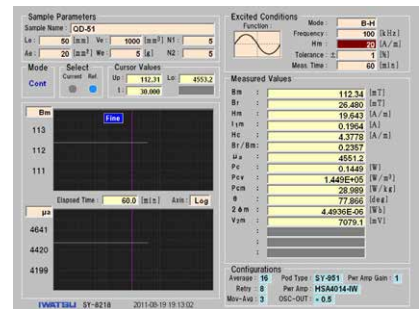 Sample Parameters
Sample Name : OD-51
Le : 50 [mm] Ve : 1000 [mm³] N1 : 5
Ae : 20 [mm²] We : 5 [g] N2 : 5
Mode Select Cursor Values
Cont Current Ref. Up : 112.31 Lo : 4553.2
t : 30.000
Bm
Fine
113
112
111
Elapsed Time : 60.0 [min] Axis : Log
μa
4641
4420
4199
IWATSU SY-8218 2011-08-19 19:13:02
Excited Conditions
Function : Mode : B-H
Frequency : 100 [kHz]
Hm : 20 [A/m]
Tolerance : ± 1 [%]
Meas. Time : 60 [min]
Measured Values
Bm : 112.34 [mT]
Br : 26.480 [mT]
Hm : 19.643 [A/m]
I1m : 0.1964 [A]
Hc : 4.3778 [A/m]
Br/Bm : 0.2357
μa : 4551.2
Pc : 0.1449 [W]
Pcv : 1.449E+05 [W/m³]
Pcm : 28.989 [W/kg]
θ : 77.866 [deg]
2Φm : 4.4936E-06 [Wb]
V2m : 7079.1 [mV]
:
:
:
Configurations
Average : 16 Pod Type : SY-951 Pwr Amp Gain : 1
Retry : 8 Pwr Amp : HSA4014-IW
Mov-Avg : 3 OSC-OUT : × 0.5